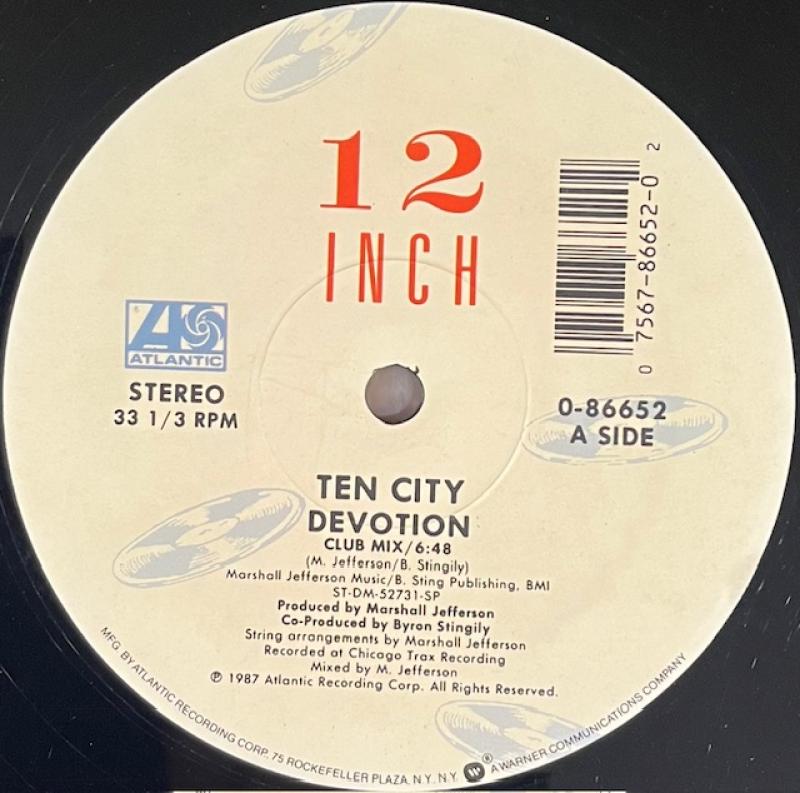 12
INCH
0 7567-86652-0 2
ATLANTIC
STEREO
33 1/3 RPM
0-86652
A SIDE
TEN CITY
DEVOTION
CLUB MIX/6:48
(M. Jefferson/B. Stingily)
Marshall Jefferson Music/B. Sting Publishing, BMI
ST-DM-52731-SP
Produced by Marshall Jefferson
Co-Produced by Byron Stingily
String arrangements by Marshall Jefferson
Recorded at Chicago Trax Recording
Mixed by M. Jefferson
℗ 1987 Atlantic Recording Corp. All Rights Reserved.
MFG. BY ATLANTIC RECORDING CORP., 75 ROCKEFELLER PLAZA, N.Y., N.Y. ® A WARNER COMMUNICATIONS COMPANY